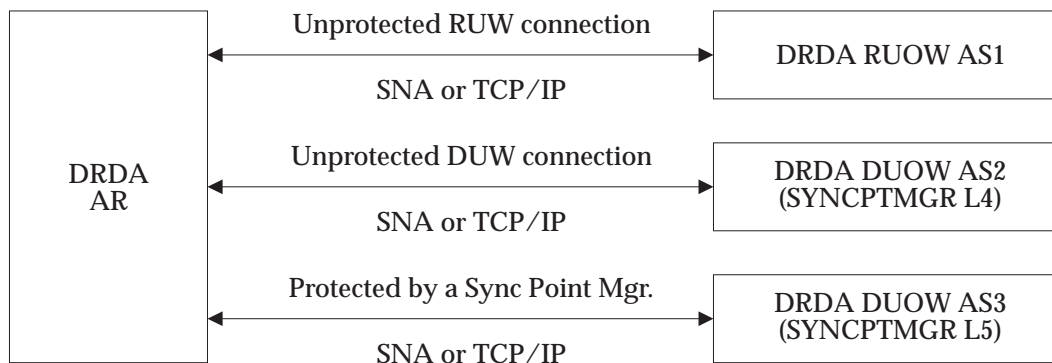 DRDA
AR
Unprotected RUW connection
SNA or TCP/IP
DRDA RUOW AS1
Unprotected DUW connection
SNA or TCP/IP
DRDA DUOW AS2
(SYNCPTMGR L4)
Protected by a Sync Point Mgr.
SNA or TCP/IP
DRDA DUOW AS3
(SYNCPTMGR L5)